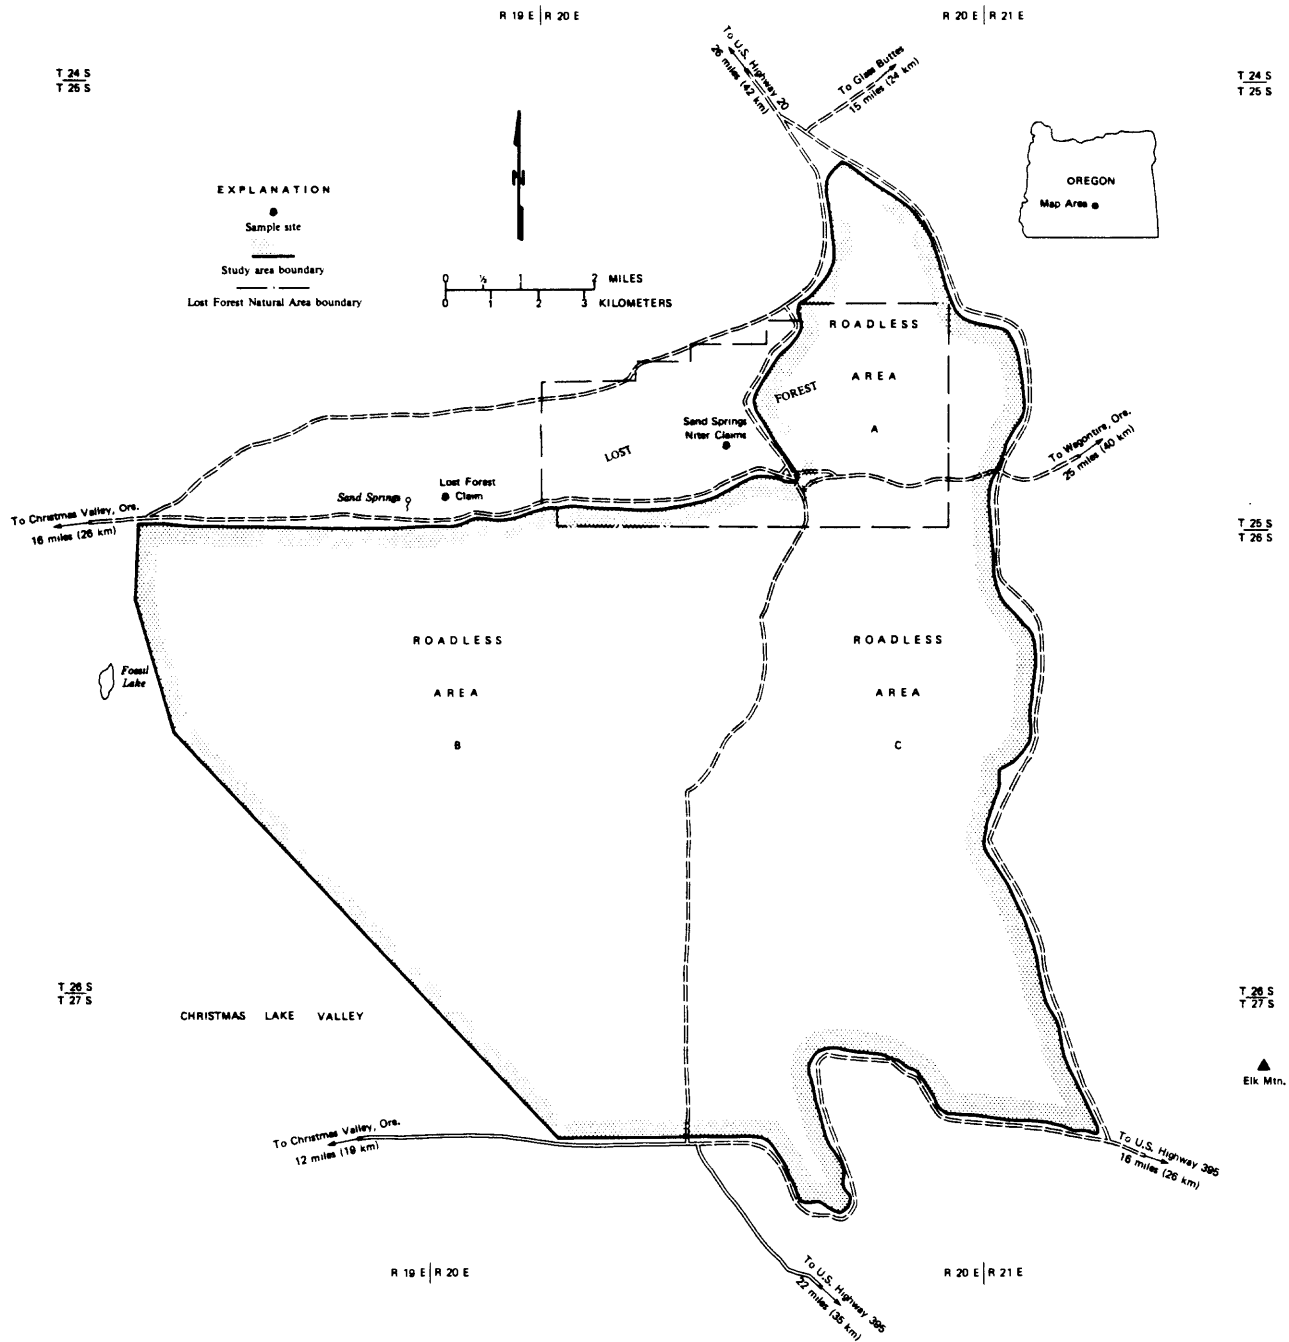 R 19 E R 20 E
R 20 E R 21 E
T 24 S
T 25 S
To U.S. Highway 20
26 miles (42 km)
To Glass Buttes
15 miles (24 km)
T 24 S
T 25 S
OREGON
Map Area
N
EXPLANATION
Sample site
Study area boundary
Lost Forest Natural Area boundary
0 ½ 1 2 MILES
0 1 2 3 KILOMETERS
ROADLESS
AREA
A
FOREST
LOST
Sand Springs
Niter Claims
To Wagontire, Ore.
25 miles (40 km)
Lost Forest
Claim
Sand Springs
To Christmas Valley, Ore.
16 miles (26 km)
T 25 S
T 26 S
ROADLESS
AREA
B
ROADLESS
AREA
C
Fossil
Lake
T 26 S
T 27 S
CHRISTMAS LAKE VALLEY
T 26 S
T 27 S
Elk Mtn.
To Christmas Valley, Ore.
12 miles (19 km)
To U.S. Highway 395
16 miles (26 km)
To U.S. Highway 395
22 miles (35 km)
R 19 E R 20 E
R 20 E R 21 E